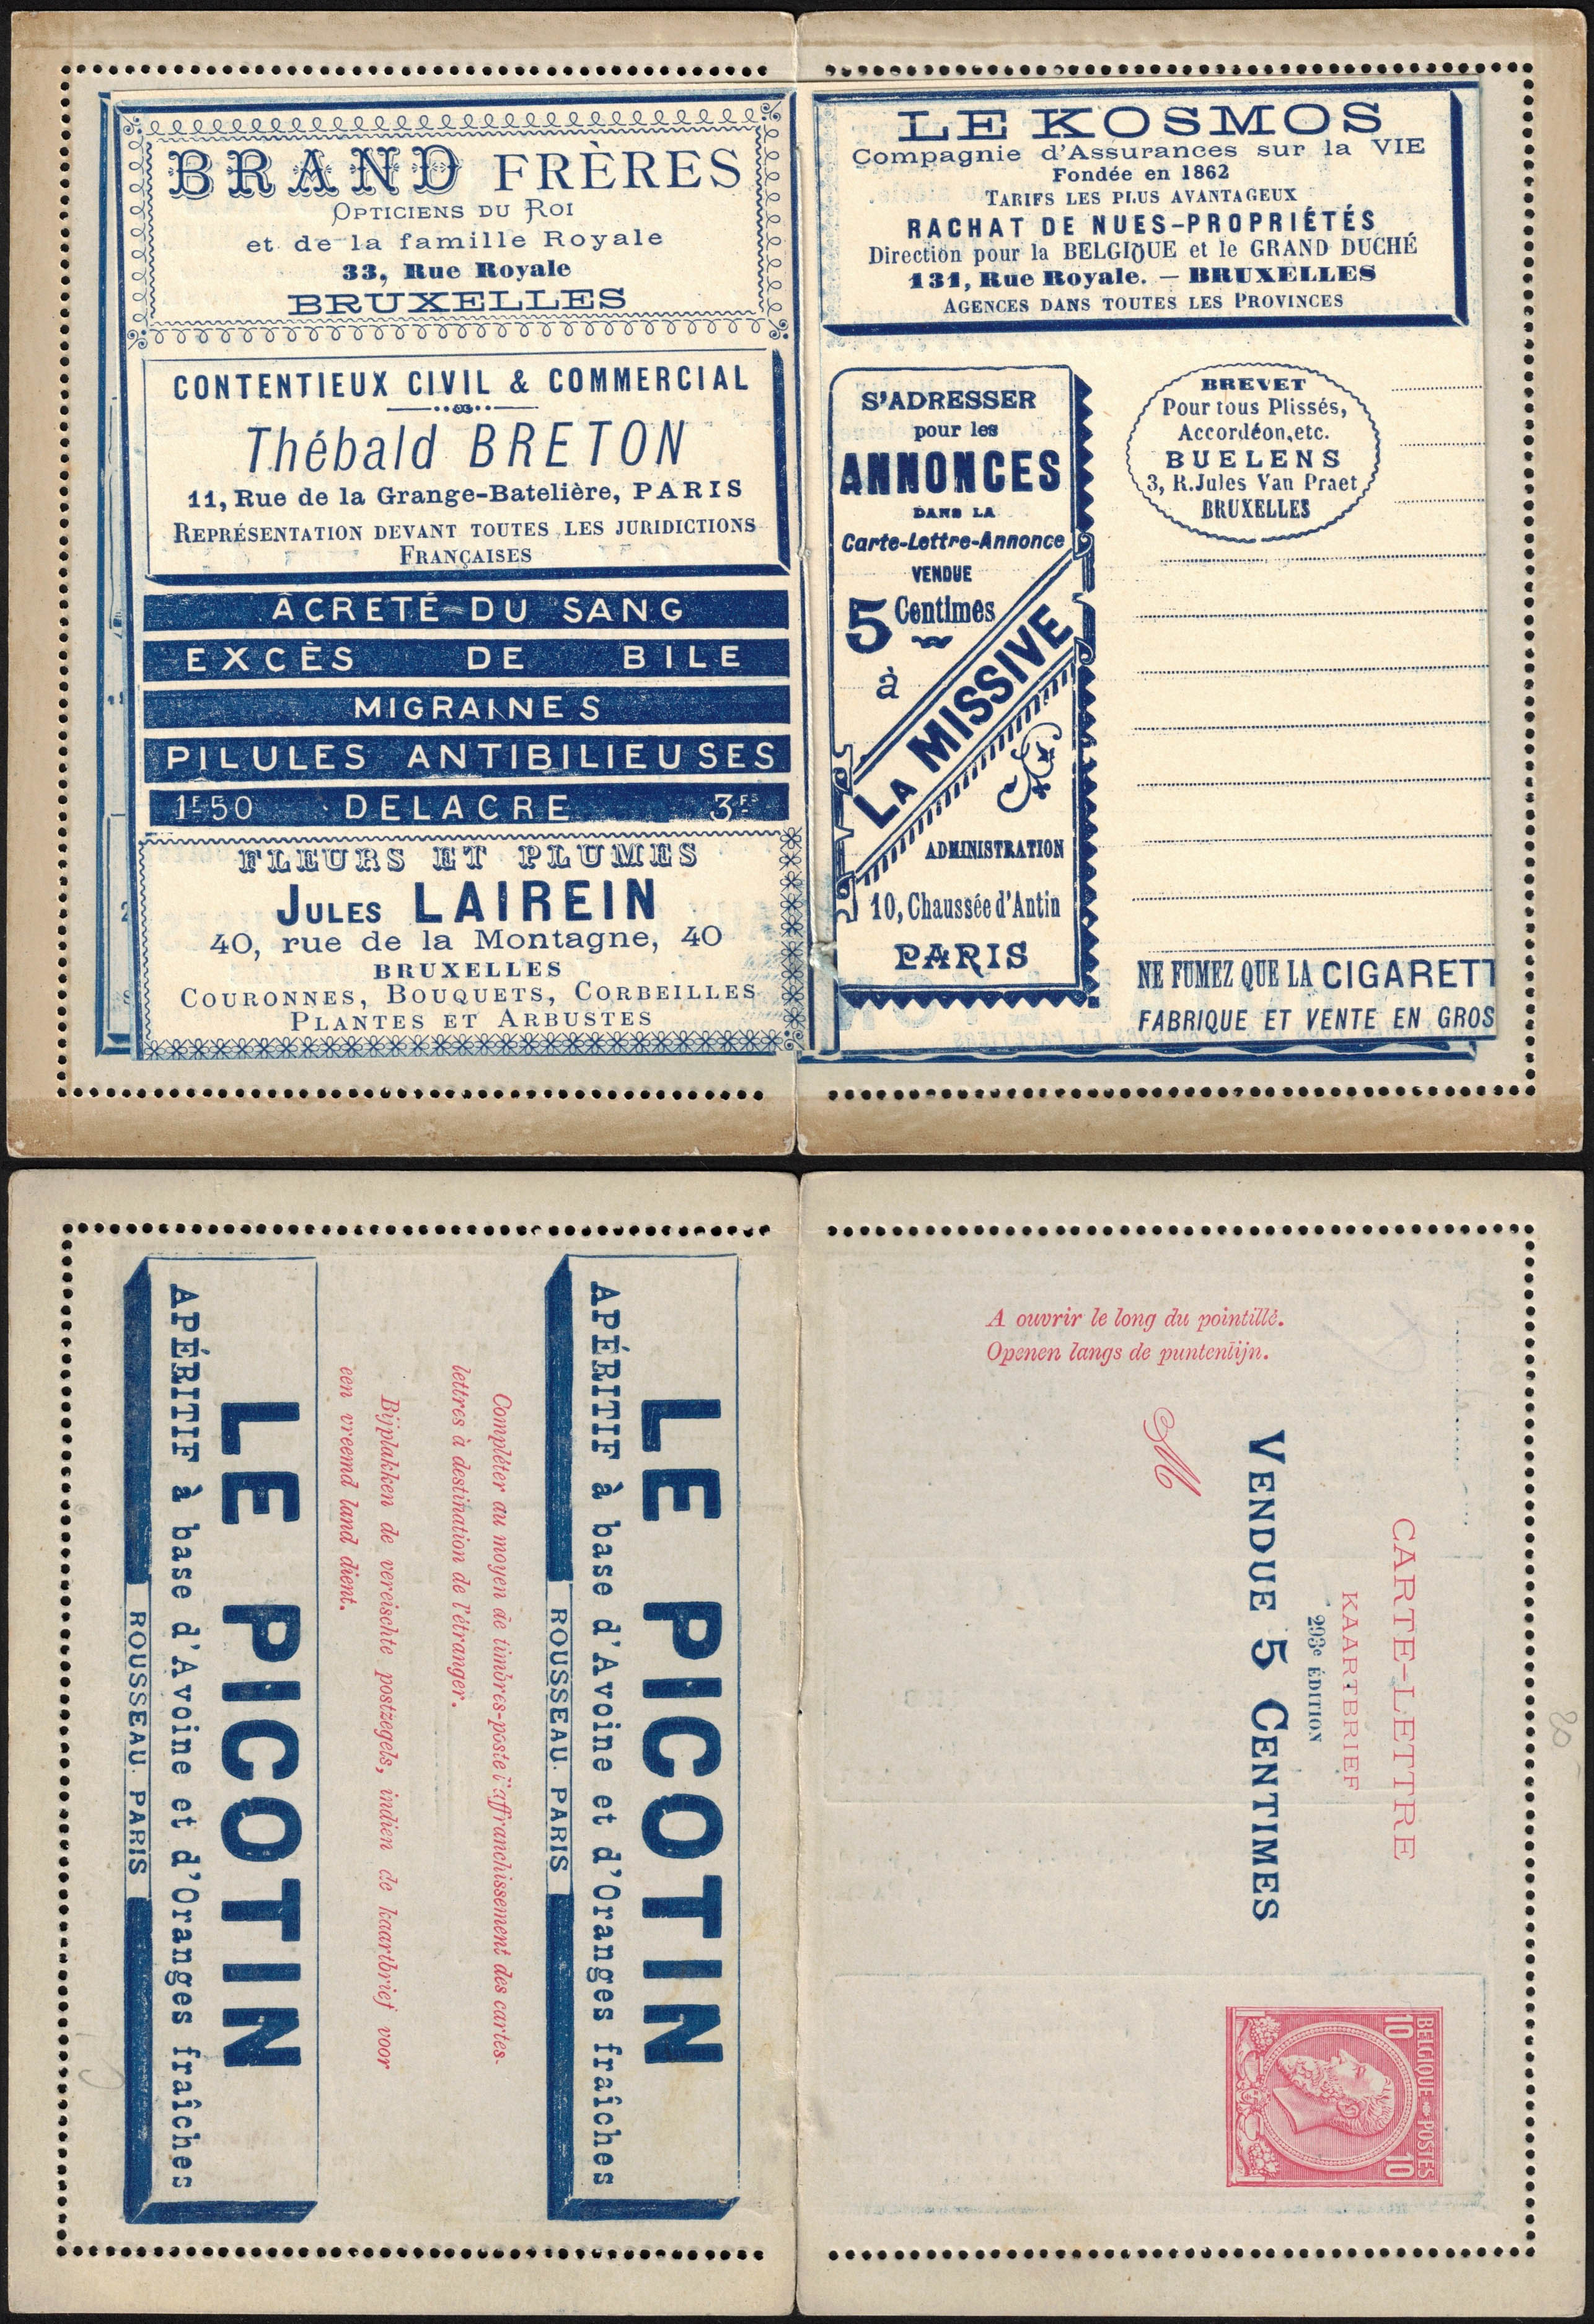 BRAND FRÈRES
OPTICIENS DU ROI
et de la famille Royale
33, Rue Royale
BRUXELLES
CONTENTIEUX CIVIL & COMMERCIAL
Thébald BRETON
11, Rue de la Grange-Batelière, PARIS
REPRÉSENTATION DEVANT TOUTES LES JURIDICTIONS
FRANÇAISES
ÂCRETÉ DU SANG
EXCÈS DE BILE
MIGRAINES
PILULES ANTIBILIEUSES
1F50 DELACRE 3FS
FLEURS ET PLUMES
JULES LAIREIN
40, rue de la Montagne, 40
BRUXELLES
COURONNES, BOUQUETS, CORBEILLES
PLANTES ET ARBUSTES
LE KOSMOS
Compagnie d'Assurances sur la VIE
Fondée en 1862
TARIFS LES PLUS AVANTAGEUX
RACHAT DE NUES-PROPRIÉTÉS
Direction pour la BELGIQUE et le GRAND DUCHÉ
131, Rue Royale. — BRUXELLES
AGENCES DANS TOUTES LES PROVINCES
S'ADRESSER
pour les
ANNONCES
DANS LA
Carte-Lettre-Annonce
VENDUE
5 Centimes
à
LA MISSIVE
ADMINISTRATION
10, Chaussée d'Antin
PARIS
BREVET
Pour tous Plissés,
Accordéon, etc.
BUELENS
3, R. Jules Van Praet
BRUXELLES
NE FUMEZ QUE LA CIGARETT
FABRIQUE ET VENTE EN GROS
LE PICOTIN
APÉRITIF à base d'Avoine et d'Oranges fraîches
ROUSSEAU. PARIS
Compléter au moyen de timbres-poste l'affranchissement des cartes-
lettres à destination de l'étranger.
Bijplakken de vereischte postzegels, indien de kaartbrief voor
een vreemd land dient.
LE PICOTIN
APÉRITIF à base d'Avoine et d'Oranges fraîches
ROUSSEAU. PARIS
A ouvrir le long du pointillé.
Openen langs de puntenlijn.
CARTE-LETTRE
KAARTBRIEF
293e ÉDITION
VENDUE 5 CENTIMES
M
BELGIQUE POSTES
10 10
20